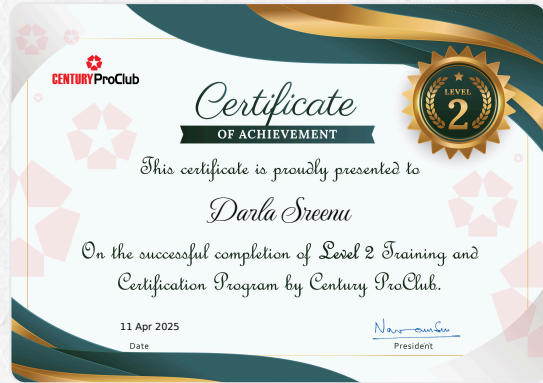 CENTURY ProClub
Certificate
OF ACHIEVEMENT
LEVEL
2
This certificate is proudly presented to
Darla Sreenu
On the successful completion of Level 2 Training and
Certification Program by Century ProClub.
11 Apr 2025
Date
President